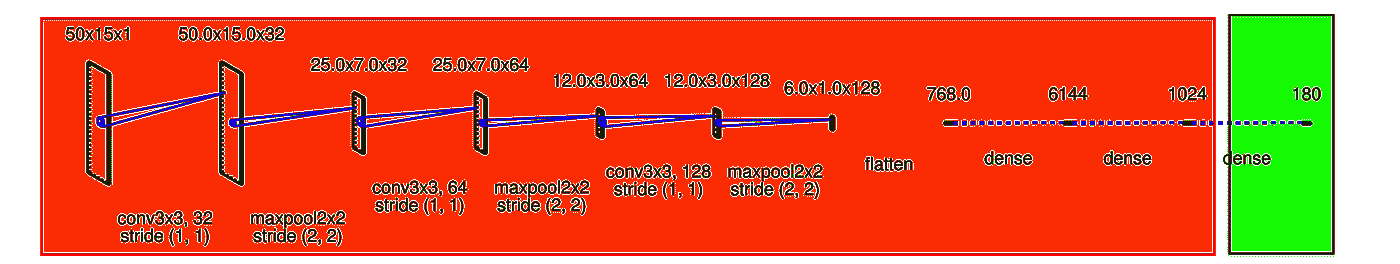 50x15x1
50.0x15.0x32
25.0x7.0x32
25.0x7.0x64
12.0x3.0x64
12.0x3.0x128
6.0x1.0x128
768.0
6144
1024
180
conv3x3, 32
stride (1, 1)
maxpool2x2
stride (2, 2)
conv3x3, 64
stride (1, 1)
maxpool2x2
stride (2, 2)
conv3x3, 128
stride (1, 1)
maxpool2x2
stride (2, 2)
flatten
dense
dense
dense